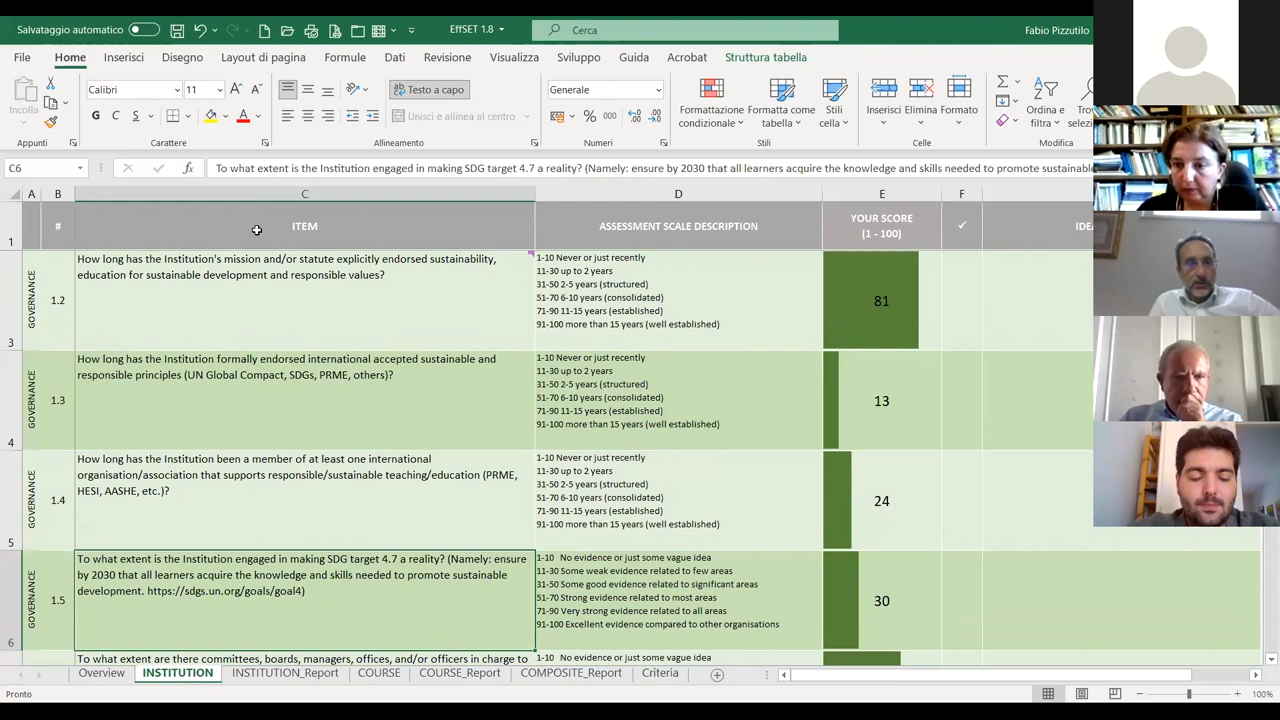 Salvataggio automatico
EffSET 1.8
Cerca
Fabio Pizzutilo
File Home Inserisci Disegno Layout di pagina Formule Dati Revisione Visualizza Sviluppo Guida Acrobat Struttura tabella
Incolla
Calibri 11
G C S
Testo a capo
Unisci e allinea al centro
Generale
% 000
Formattazione condizionale
Formatta come tabella
Stili cella
Inserisci Elimina Formato
Ordina e filtra
Appunti Carattere Allineamento Numeri Stili Celle Modifica
C6
fx
To what extent is the Institution engaged in making SDG target 4.7 a reality? (Namely: ensure by 2030 that all learners acquire the knowledge and skills needed to promote sustainable
A B C D E F
1 # ITEM ASSESSMENT SCALE DESCRIPTION YOUR SCORE (1 - 100) ✓
3 GOVERNANCE 1.2
How long has the Institution's mission and/or statute explicitly endorsed sustainability,
education for sustainable development and responsible values?
1-10 Never or just recently
11-30 up to 2 years
31-50 2-5 years (structured)
51-70 6-10 years (consolidated)
71-90 11-15 years (established)
91-100 more than 15 years (well established)
81
4 GOVERNANCE 1.3
How long has the Institution formally endorsed international accepted sustainable and
responsible principles (UN Global Compact, SDGs, PRME, others)?
1-10 Never or just recently
11-30 up to 2 years
31-50 2-5 years (structured)
51-70 6-10 years (consolidated)
71-90 11-15 years (established)
91-100 more than 15 years (well established)
13
5 GOVERNANCE 1.4
How long has the Institution been a member of at least one international
organisation/association that supports responsible/sustainable teaching/education (PRME,
HESI, AASHE, etc.)?
1-10 Never or just recently
11-30 up to 2 years
31-50 2-5 years (structured)
51-70 6-10 years (consolidated)
71-90 11-15 years (established)
91-100 more than 15 years (well established)
24
6 GOVERNANCE 1.5
To what extent is the Institution engaged in making SDG target 4.7 a reality? (Namely: ensure
by 2030 that all learners acquire the knowledge and skills needed to promote sustainable
development. https://sdgs.un.org/goals/goal4)
1-10 No evidence or just some vague idea
11-30 Some weak evidence related to few areas
31-50 Some good evidence related to significant areas
51-70 Strong evidence related to most areas
71-90 Very strong evidence related to all areas
91-100 Excellent evidence compared to other organisations
30
To what extent are there committees, boards, managers, offices, and/or officers in charge to
1-10 No evidence or just some vague idea
Overview INSTITUTION INSTITUTION_Report COURSE COURSE_Report COMPOSITE_Report Criteria
Pronto
100%